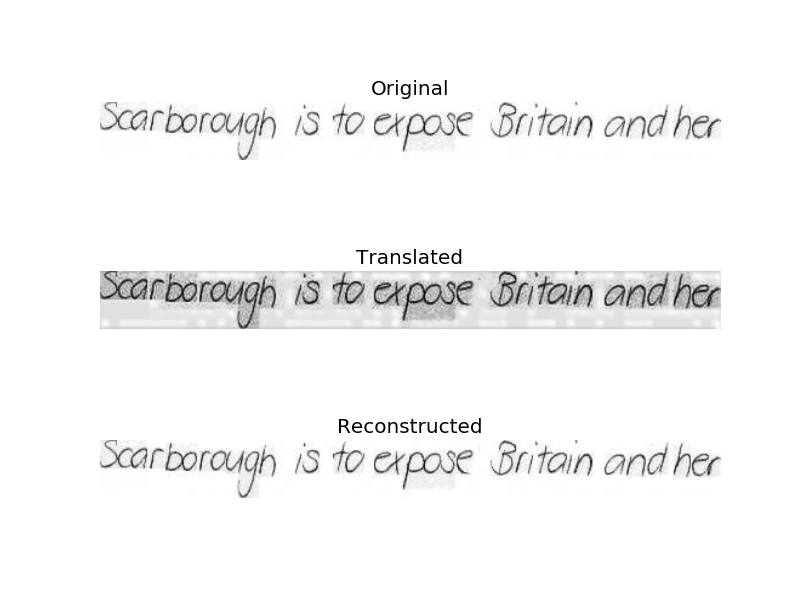 Original
Scarborough is to expose Britain and her
Translated
Scarborough is to expose Britain and her
Reconstructed
Scarborough is to expose Britain and her